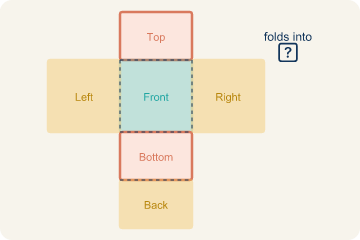 Top
folds into
?
Left
Front
Right
Bottom
Back